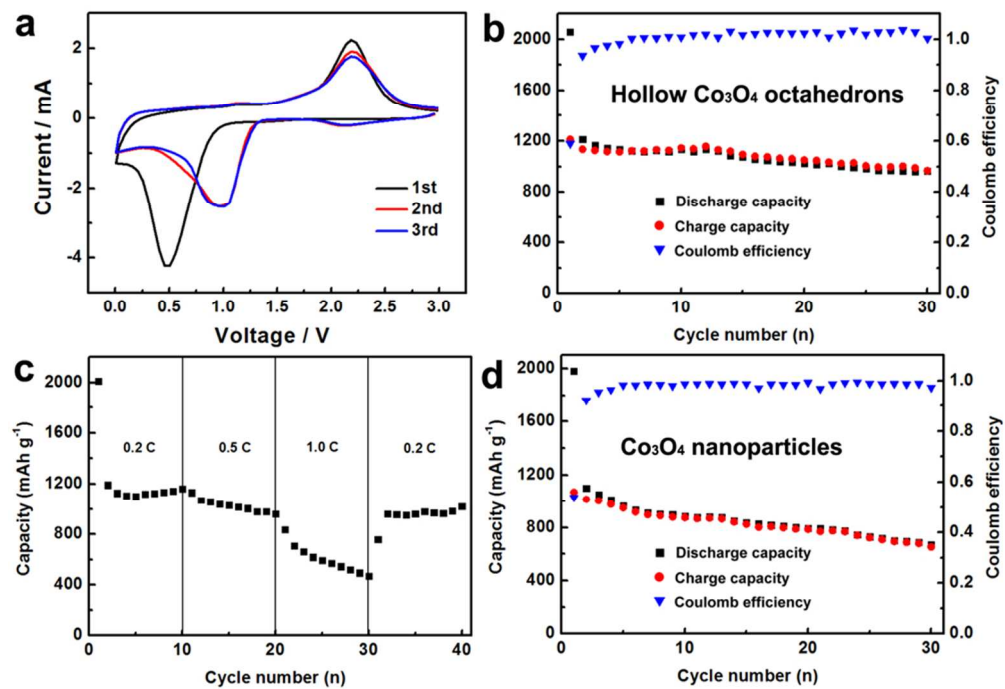 a
Current / mA
2
0
-2
-4
1st
2nd
3rd
0.0 0.5 1.0 1.5 2.0 2.5 3.0
Voltage / V
b
2000
1600
1200
800
400
0
Hollow Co₃O₄ octahedrons
Discharge capacity
Charge capacity
Coulomb efficiency
1.0
0.8
0.6
0.4
0.2
0.0
Coulomb efficiency
0 10 20 30
Cycle number (n)
c
Capacity (mAh g⁻¹)
2000
1600
1200
800
400
0
0.2 C
0.5 C
1.0 C
0.2 C
0 10 20 30 40
Cycle number (n)
d
Capacity (mAh g⁻¹)
2000
1600
1200
800
400
0
Co₃O₄ nanoparticles
Discharge capacity
Charge capacity
Coulomb efficiency
1.0
0.8
0.6
0.4
0.2
0.0
Coulomb efficiency
0 10 20 30
Cycle number (n)